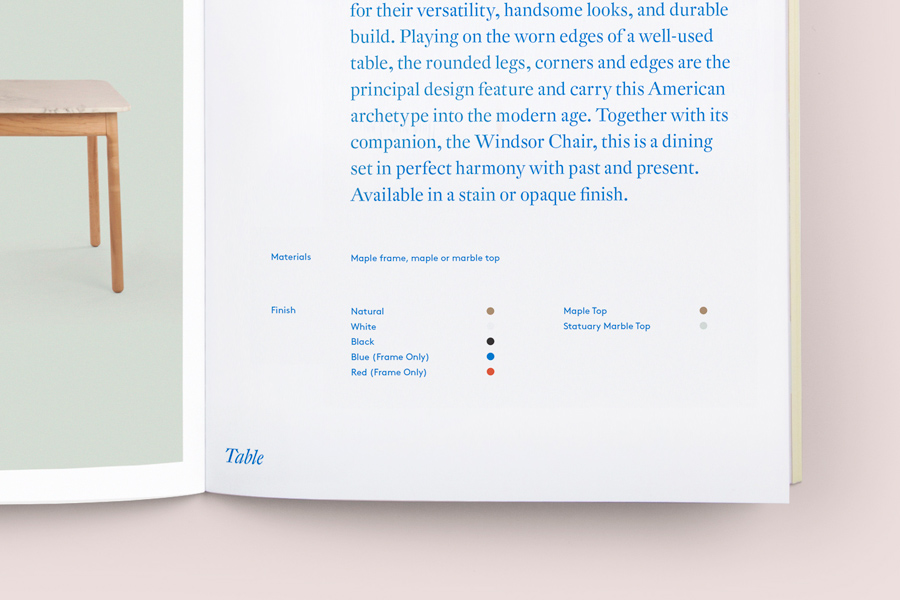 for their versatility, handsome looks, and durable
build. Playing on the worn edges of a well-used
table, the rounded legs, corners and edges are the
principal design feature and carry this American
archetype into the modern age. Together with its
companion, the Windsor Chair, this is a dining
set in perfect harmony with past and present.
Available in a stain or opaque finish.
Materials Maple frame, maple or marble top
Finish Natural Maple Top
White Statuary Marble Top
Black
Blue (Frame Only)
Red (Frame Only)
Table